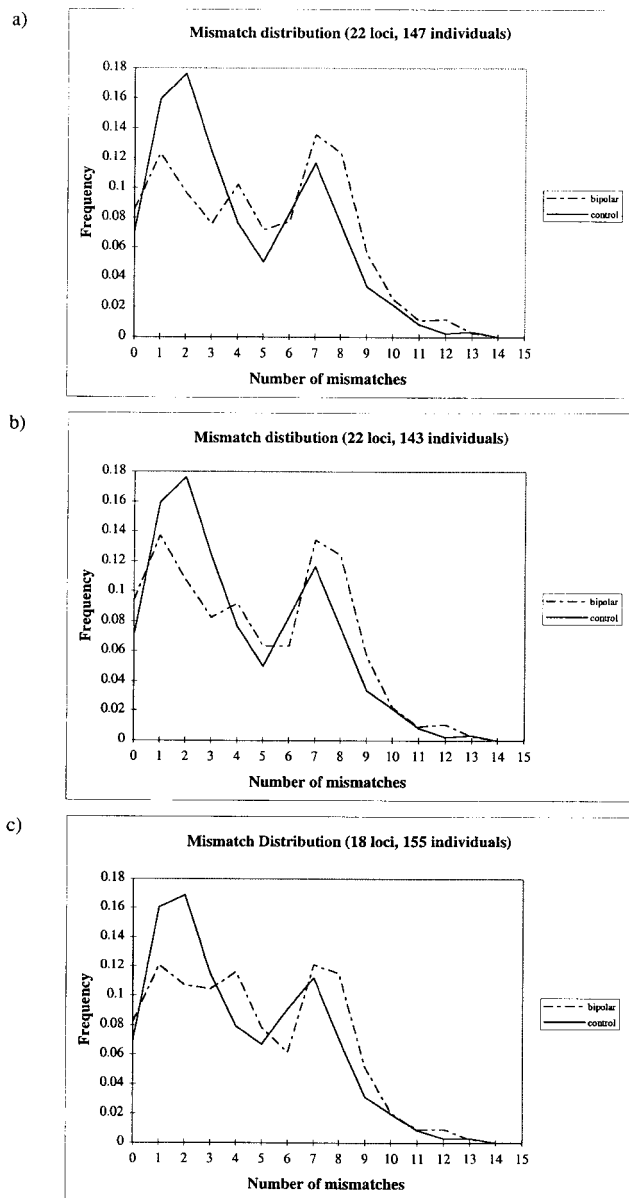 a)
Mismatch distribution (22 loci, 147 individuals)
0.18
0.16
0.14
0.12
0.1
0.08
0.06
0.04
0.02
0
Frequency
0 1 2 3 4 5 6 7 8 9 10 11 12 13 14 15
Number of mismatches
bipolar
control
b)
Mismatch distibution (22 loci, 143 individuals)
0.18
0.16
0.14
0.12
0.1
0.08
0.06
0.04
0.02
0
Frequency
0 1 2 3 4 5 6 7 8 9 10 11 12 13 14 15
Number of mismatches
bipolar
control
c)
Mismatch Distribution (18 loci, 155 individuals)
0.18
0.16
0.14
0.12
0.1
0.08
0.06
0.04
0.02
0
Frequency
0 1 2 3 4 5 6 7 8 9 10 11 12 13 14 15
Number of mismatches
bipolar
control